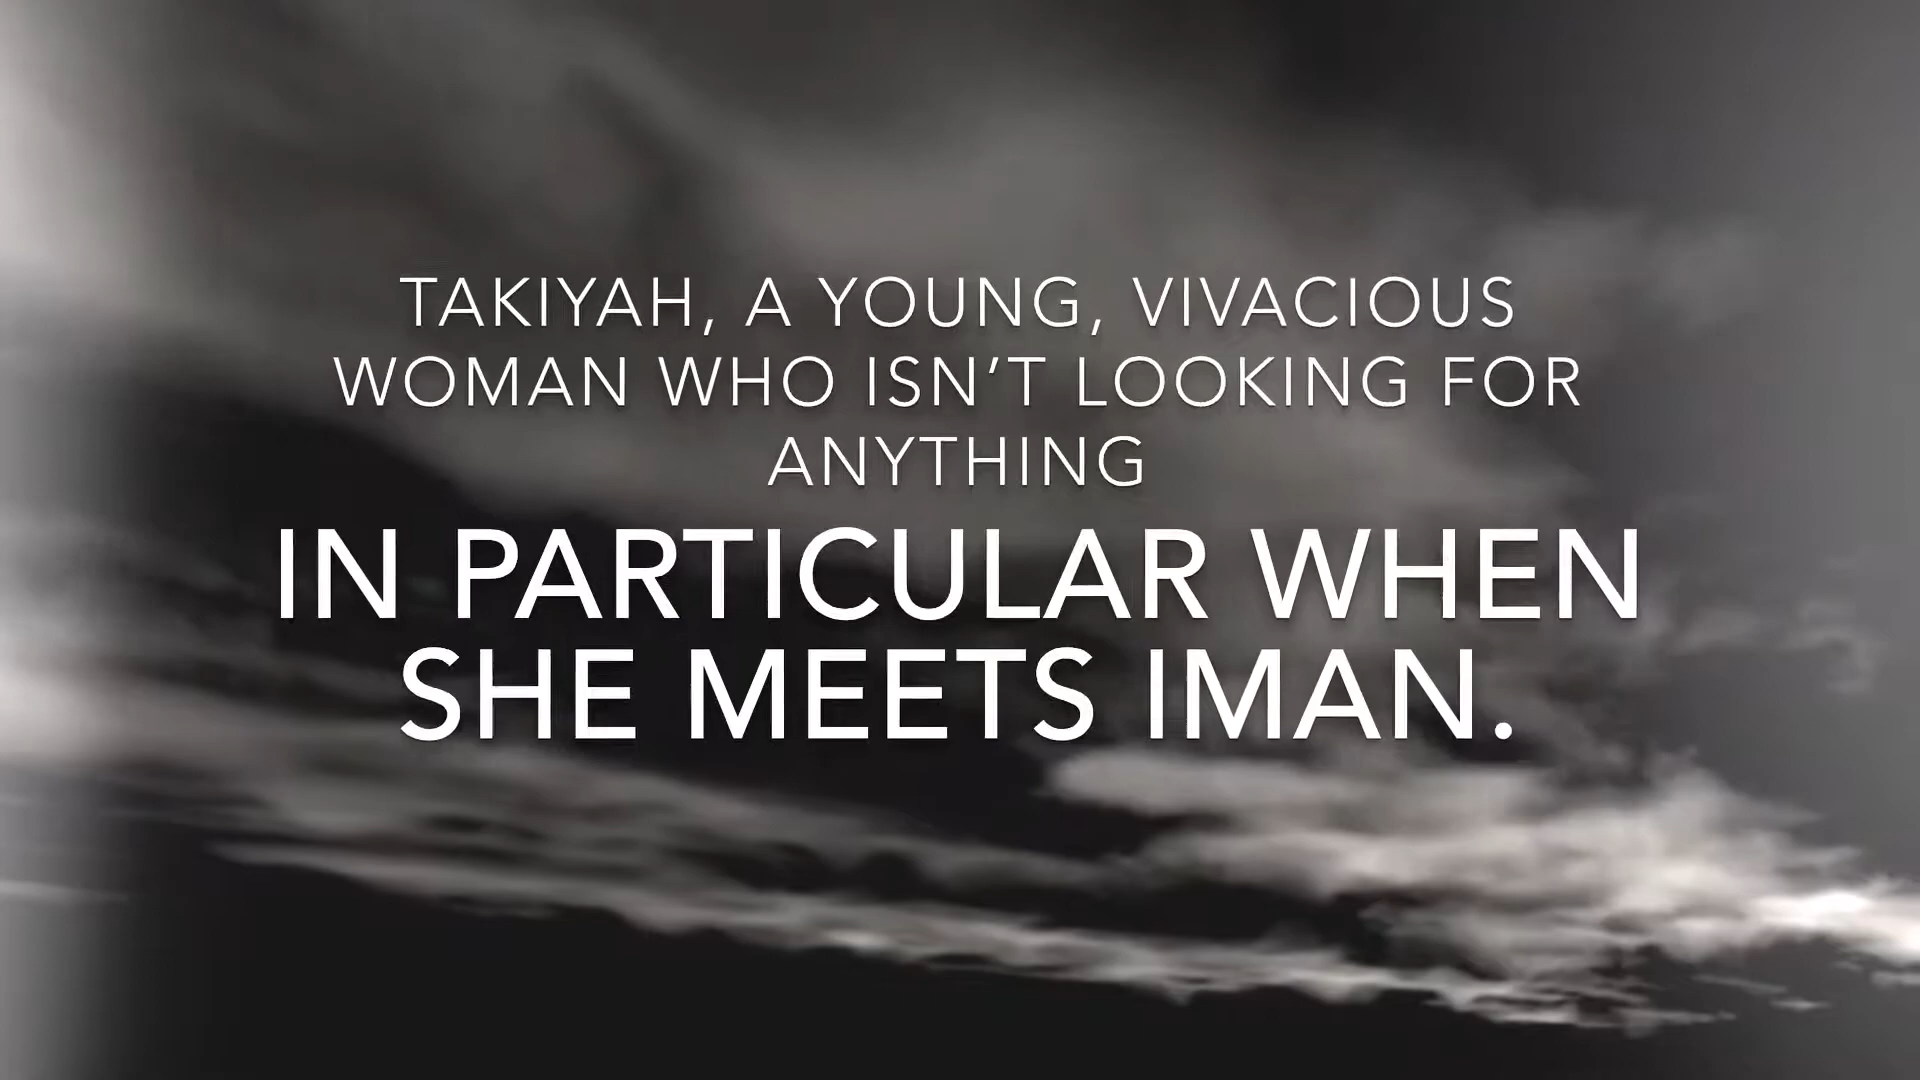 TAKIYAH, A YOUNG, VIVACIOUS
WOMAN WHO ISN’T LOOKING FOR
ANYTHING
IN PARTICULAR WHEN
SHE MEETS IMAN.